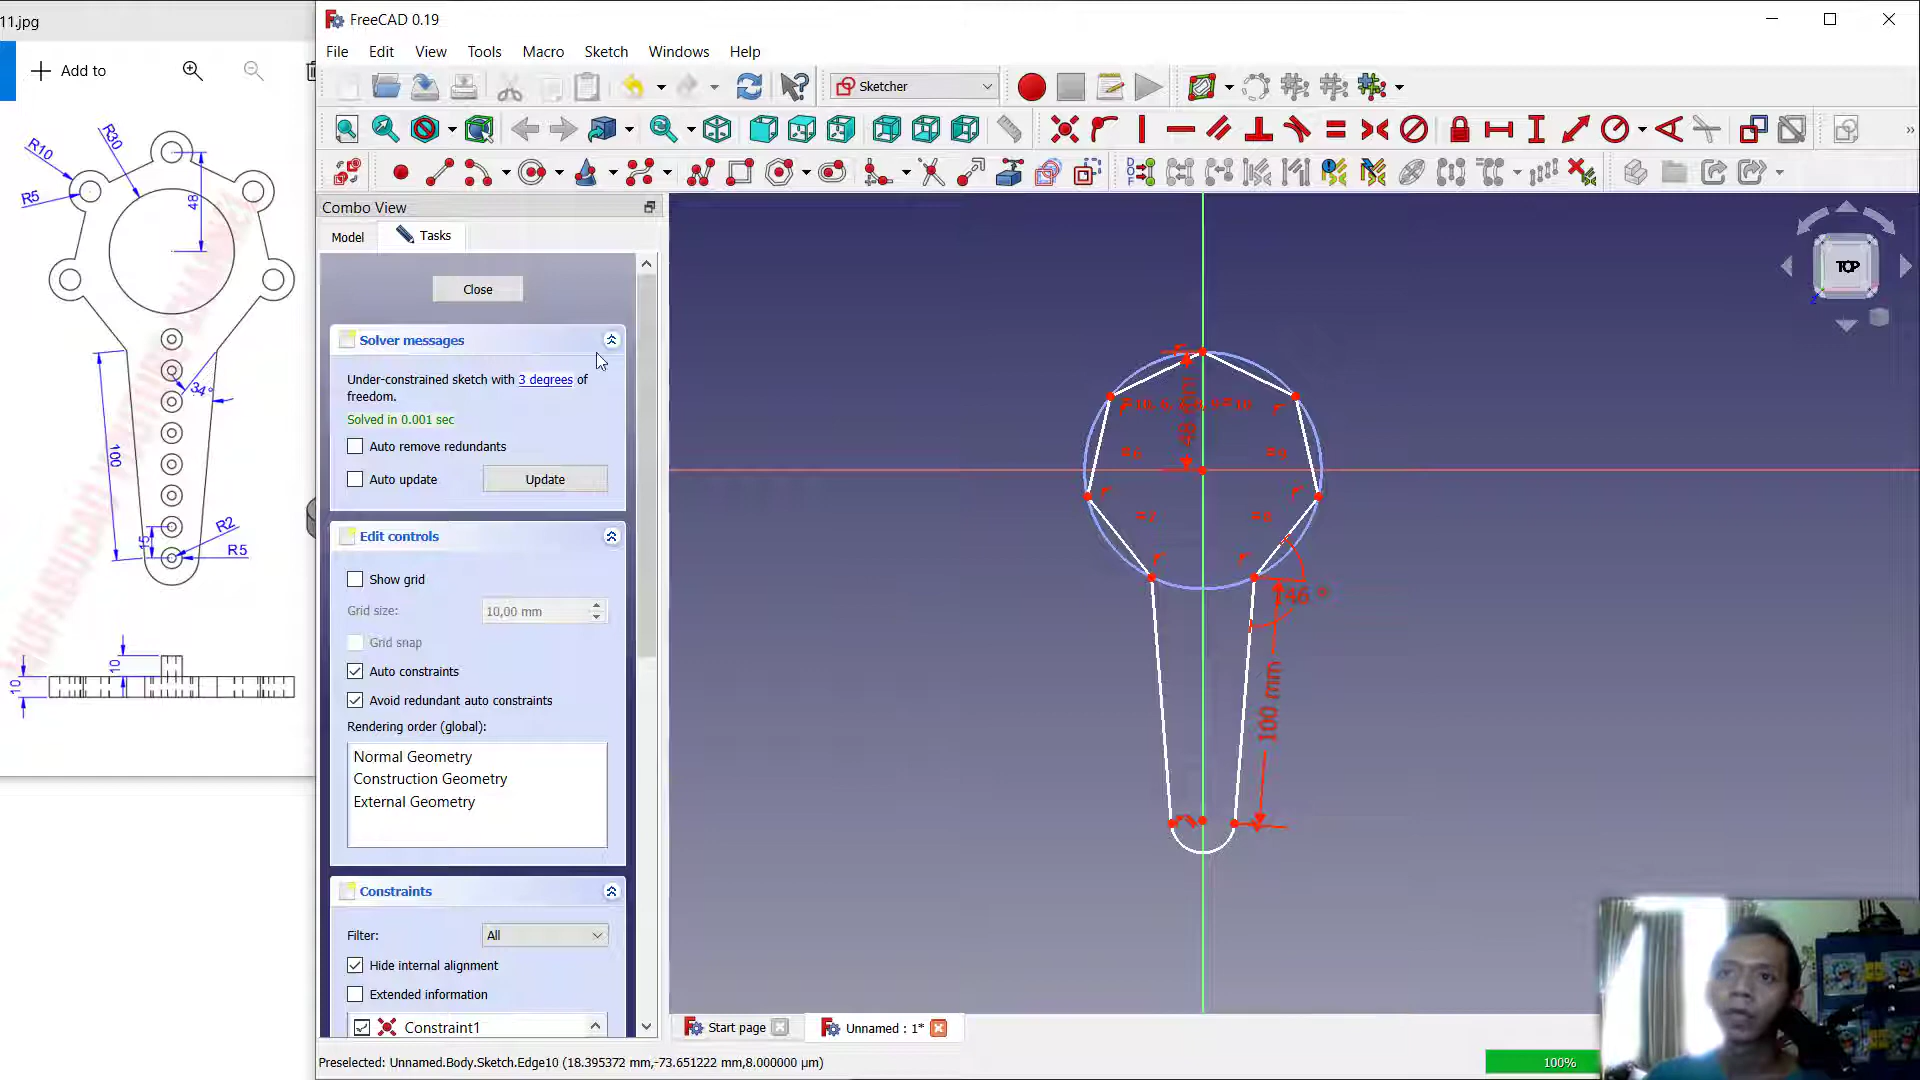 11.jpg
Add to
R10
R30
R5
48
34°
100
15
R2
R5
10
10
FreeCAD 0.19
File
Edit
View
Tools
Macro
Sketch
Windows
Help
Sketcher
Combo View
Model
Tasks
Close
Solver messages
Under-constrained sketch with 3 degrees of
freedom.
Solved in 0.001 sec
Auto remove redundants
Auto update
Update
Edit controls
Show grid
Grid size:
10,00 mm
Grid snap
Auto constraints
Avoid redundant auto constraints
Rendering order (global):
Normal Geometry
Construction Geometry
External Geometry
Constraints
Filter:
All
Hide internal alignment
Extended information
Constraint1
TOP
100 mm
Start page
Unnamed : 1*
Preselected: Unnamed.Body.Sketch.Edge10 (18.395372 mm,-73.651222 mm,8.000000 µm)
100%